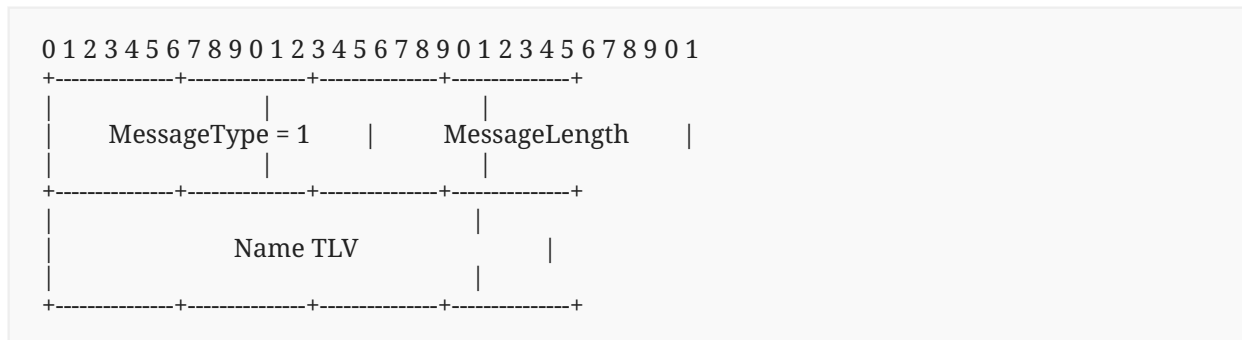 0 1 2 3 4 5 6 7 8 9 0 1 2 3 4 5 6 7 8 9 0 1 2 3 4 5 6 7 8 9 0 1
+---------------+---------------+---------------+---------------+
| | |
| MessageType = 1 | MessageLength |
| | |
+---------------+---------------+---------------+---------------+
| |
| Name TLV |
| |
+---------------+---------------+---------------+---------------+